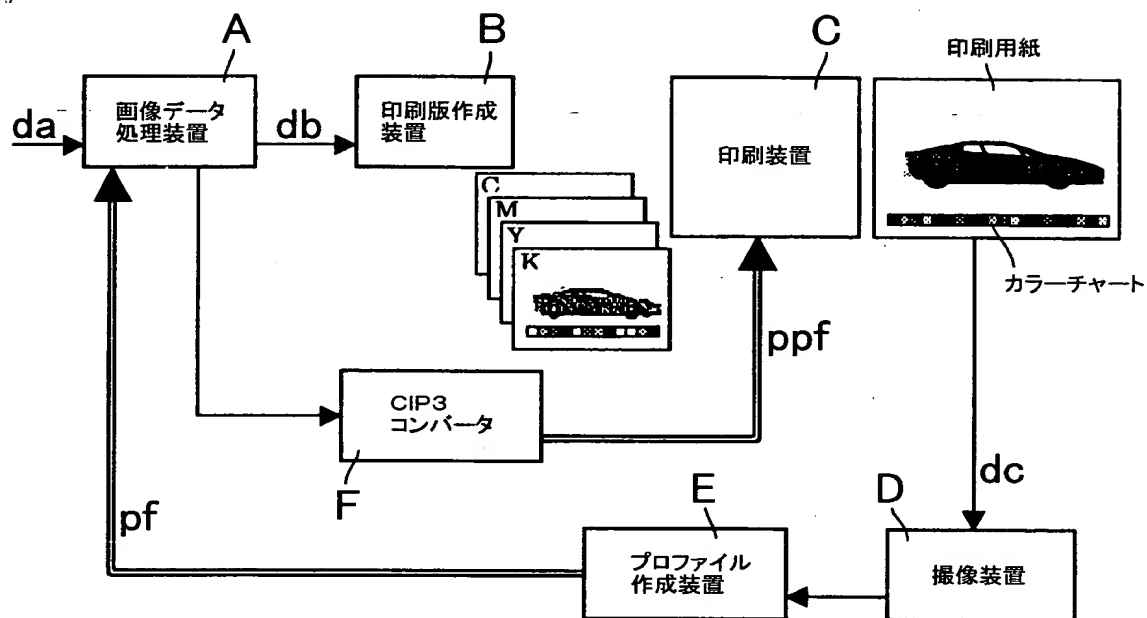 A
B
C
印刷用紙
da
画像データ
処理装置
db
印刷版作成
装置
印刷装置
C
M
Y
K
カラーチャート
ppf
CIP3
コンバータ
F
dc
pf
E
D
プロファイル
作成装置
撮像装置